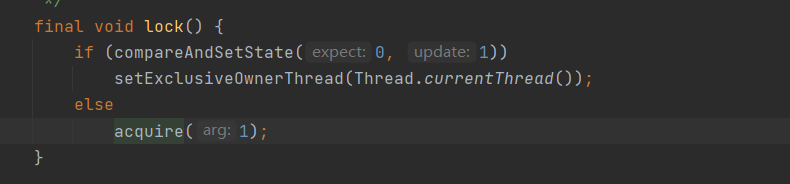 */
final void lock() {
if (compareAndSetState( expect: 0, update: 1))
setExclusiveOwnerThread(Thread.currentThread());
else
acquire( arg: 1);
}